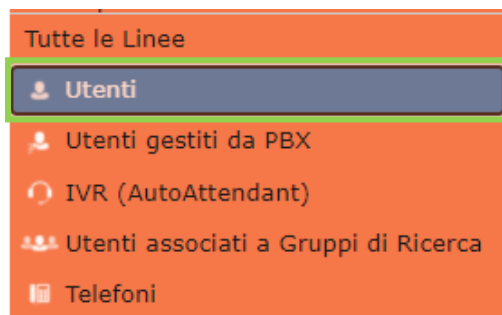 Tutte le Linee
Utenti
Utenti gestiti da PBX
IVR (AutoAttendant)
Utenti associati a Gruppi di Ricerca
Telefoni